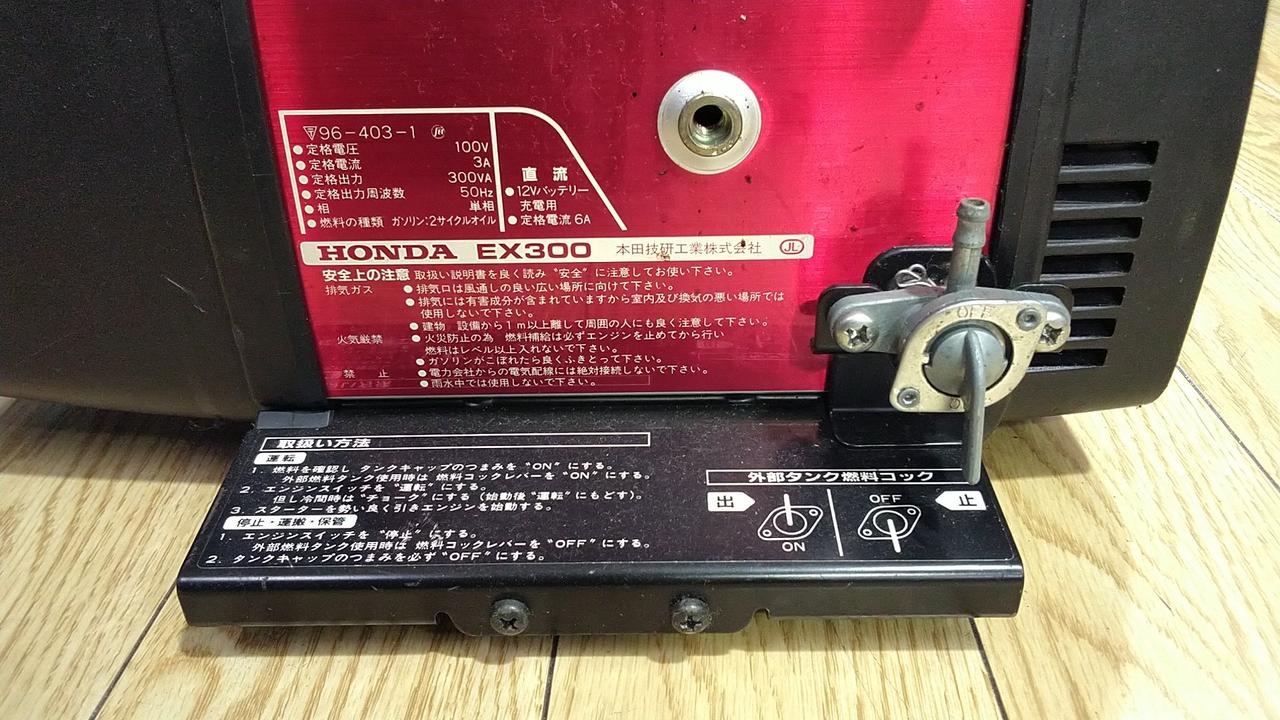 ▽96-403-1
●定格電圧 100V
●定格電流 3A
●定格出力 300VA
●定格出力周波数 50Hz
●相 単相
●燃料の種類 ガソリン:2サイクルオイル
直流
●12Vバッテリー
充電用
●定格電流 6A
HONDA EX300 本田技研工業株式会社 JL
安全上の注意 取扱い説明書を良く読み“安全”に注意してお使い下さい。
排気ガス ●排気口は風通しの良い広い場所に向けて下さい。
●排気には有害成分が含まれていますから室内及び換気の悪い場所では
使用しないで下さい。
●建物 設備から1m以上離して周囲の人にも良く注意して下さい。
火気厳禁 ●火災防止の為 燃料補給は必ずエンジンを止めてから行い
燃料はレベル以上入れないで下さい。
●ガソリンがこぼれたら良くふきとって下さい。
禁止 ●電力会社からの電気配線には絶対接続しないで下さい。
●雨水中では使用しないで下さい。
OFF
取扱い方法
運転
1. 燃料を確認し タンクキャップのつまみを“ON”にする。
外部燃料タンク使用時は 燃料コックレバーを“ON”にする。
2. エンジンスイッチを“運転”にする。
但し冷間時は“チョーク”にする(始動後“運転”にもどす)。
3. スターターを勢い良く引きエンジンを始動する。
停止・運搬・保管
1. エンジンスイッチを“停止”にする。
外部燃料タンク使用時は 燃料コックレバーを“OFF”にする。
2. タンクキャップのつまみを必ず“OFF”にする。
外部タンク燃料コック
出 ON
OFF 止